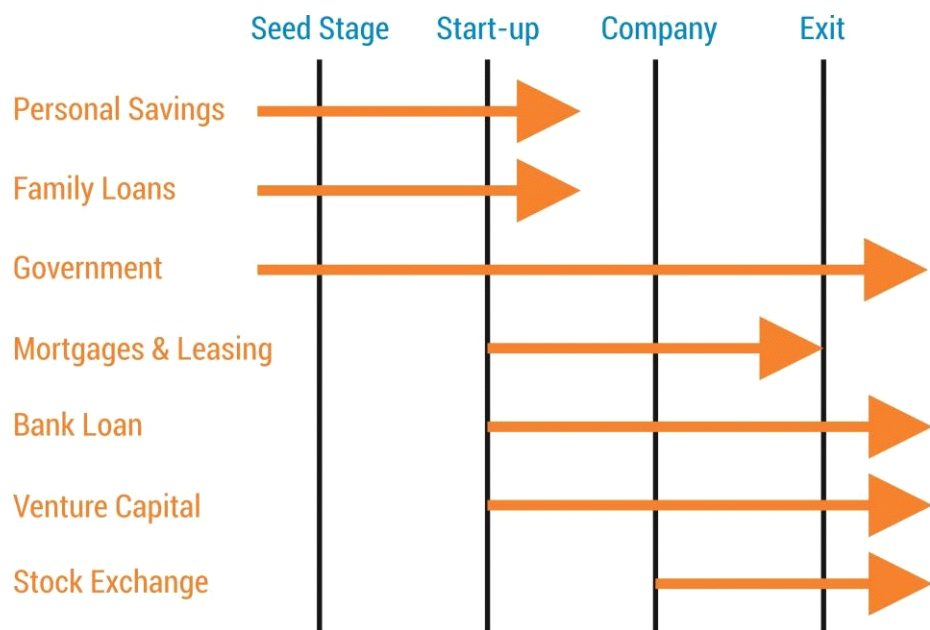 Seed Stage Start-up Company Exit
Personal Savings
Family Loans
Government
Mortgages & Leasing
Bank Loan
Venture Capital
Stock Exchange